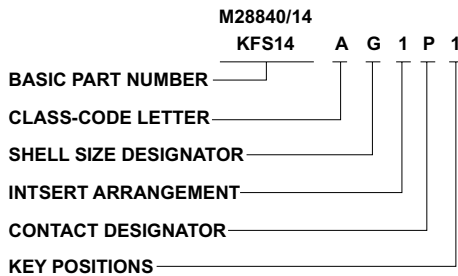 M28840/14
KFS14 A G 1 P 1
BASIC PART NUMBER
CLASS-CODE LETTER
SHELL SIZE DESIGNATOR
INTSERT ARRANGEMENT
CONTACT DESIGNATOR
KEY POSITIONS